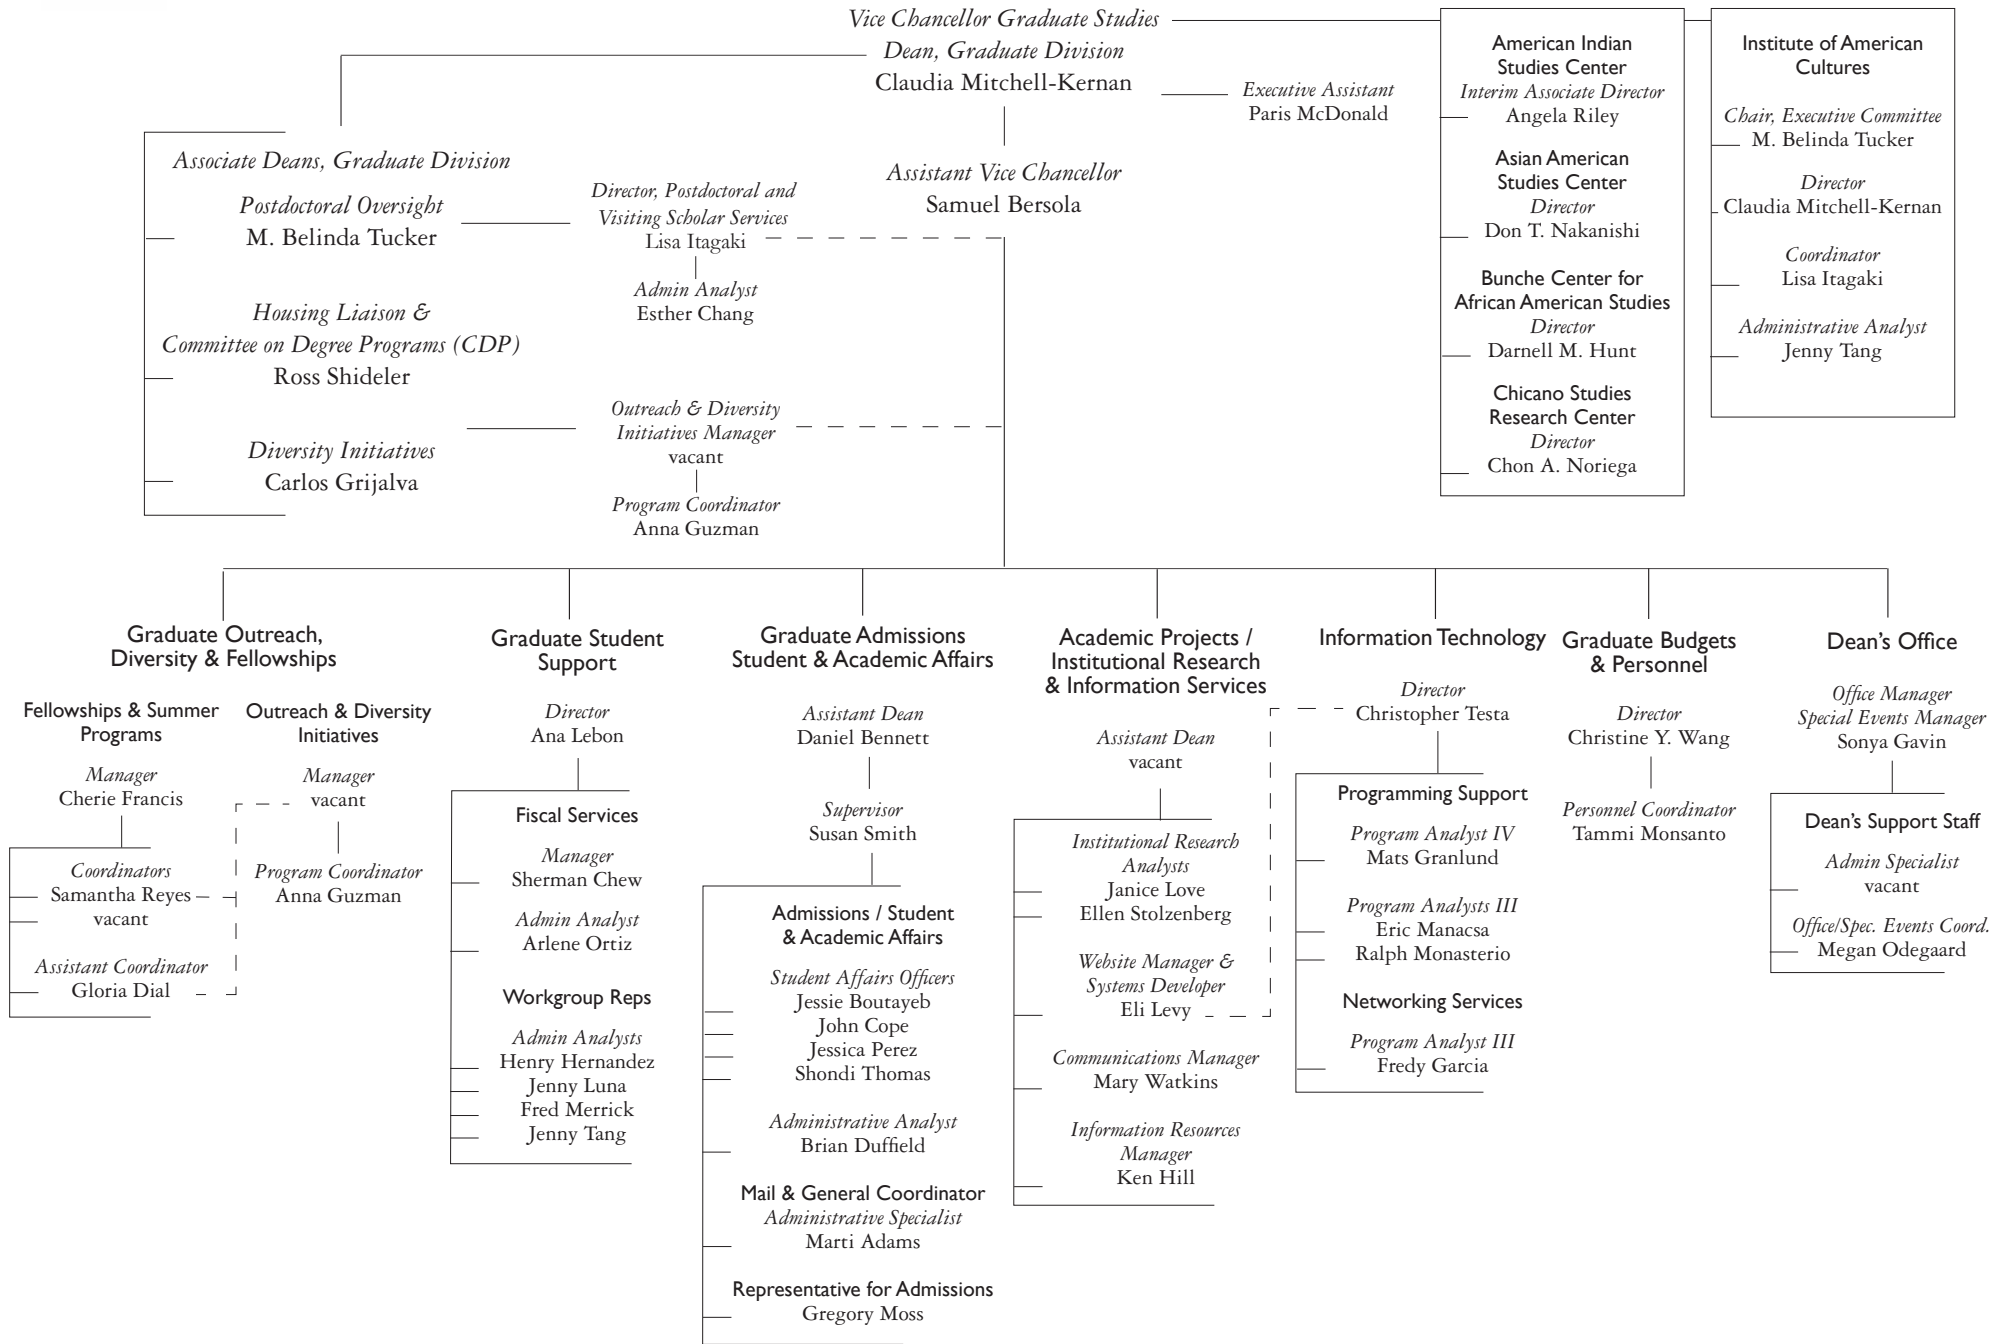 Vice Chancellor Graduate Studies
Dean, Graduate Division
Claudia Mitchell-Kernan
Executive Assistant
Paris McDonald
Assistant Vice Chancellor
Samuel Bersola
Associate Deans, Graduate Division
Postdoctoral Oversight
M. Belinda Tucker
Housing Liaison &
Committee on Degree Programs (CDP)
Ross Shideler
Diversity Initiatives
Carlos Grijalva
Director, Postdoctoral and
Visiting Scholar Services
Lisa Itagaki
Admin Analyst
Esther Chang
Outreach & Diversity
Initiatives Manager
vacant
Program Coordinator
Anna Guzman
American Indian
Studies Center
Interim Associate Director
Angela Riley
Asian American
Studies Center
Director
Don T. Nakanishi
Bunche Center for
African American Studies
Director
Darnell M. Hunt
Chicano Studies
Research Center
Director
Chon A. Noriega
Institute of American
Cultures
Chair, Executive Committee
M. Belinda Tucker
Director
Claudia Mitchell-Kernan
Coordinator
Lisa Itagaki
Administrative Analyst
Jenny Tang
Graduate Outreach,
Diversity & Fellowships
Fellowships & Summer
Programs
Manager
Cherie Francis
Coordinators
Samantha Reyes
vacant
Assistant Coordinator
Gloria Dial
Outreach & Diversity
Initiatives
Manager
vacant
Program Coordinator
Anna Guzman
Graduate Student
Support
Director
Ana Lebon
Fiscal Services
Manager
Sherman Chew
Admin Analyst
Arlene Ortiz
Workgroup Reps
Admin Analysts
Henry Hernandez
Jenny Luna
Fred Merrick
Jenny Tang
Graduate Admissions
Student & Academic Affairs
Assistant Dean
Daniel Bennett
Supervisor
Susan Smith
Admissions / Student
& Academic Affairs
Student Affairs Officers
Jessie Boutayeb
John Cope
Jessica Perez
Shondi Thomas
Administrative Analyst
Brian Duffield
Mail & General Coordinator
Administrative Specialist
Marti Adams
Representative for Admissions
Gregory Moss
Academic Projects /
Institutional Research
& Information Services
Assistant Dean
vacant
Institutional Research
Analysts
Janice Love
Ellen Stolzenberg
Website Manager &
Systems Developer
Eli Levy
Communications Manager
Mary Watkins
Information Resources
Manager
Ken Hill
Information Technology
Director
Christopher Testa
Programming Support
Program Analyst IV
Mats Granlund
Program Analysts III
Eric Manacsa
Ralph Monasterio
Networking Services
Program Analyst III
Fredy Garcia
Graduate Budgets
& Personnel
Director
Christine Y. Wang
Personnel Coordinator
Tammi Monsanto
Dean's Office
Office Manager
Special Events Manager
Sonya Gavin
Dean's Support Staff
Admin Specialist
vacant
Office/Spec. Events Coord.
Megan Odegaard